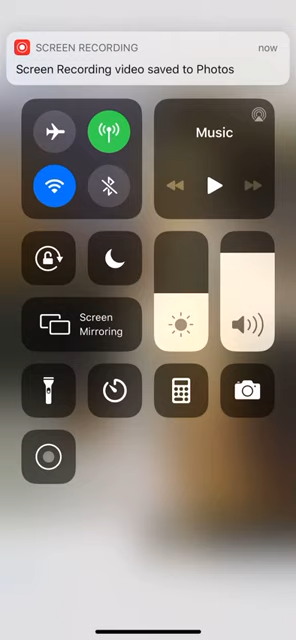 SCREEN RECORDING
now
Screen Recording video saved to Photos
Music
Screen
Mirroring